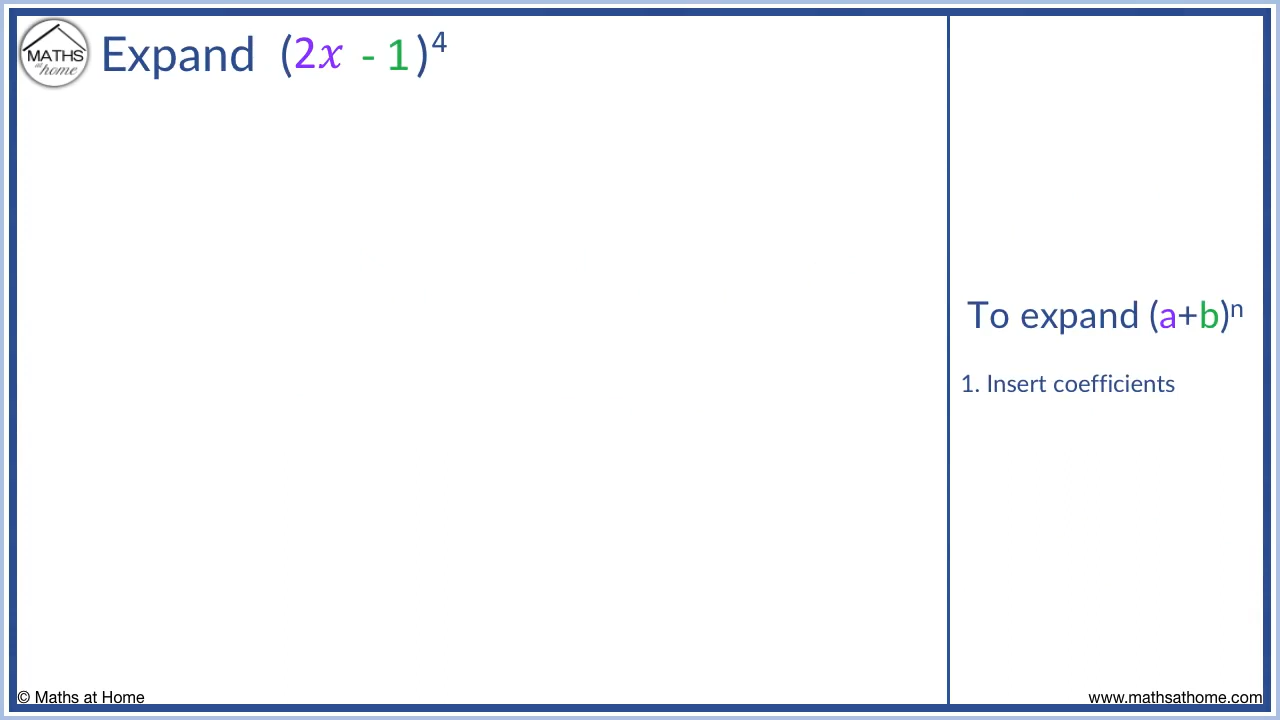 MATHS
at
home
Expand (2x - 1)⁴
To expand (a+b)ⁿ
1. Insert coefficients
© Maths at Home
www.mathsathome.com